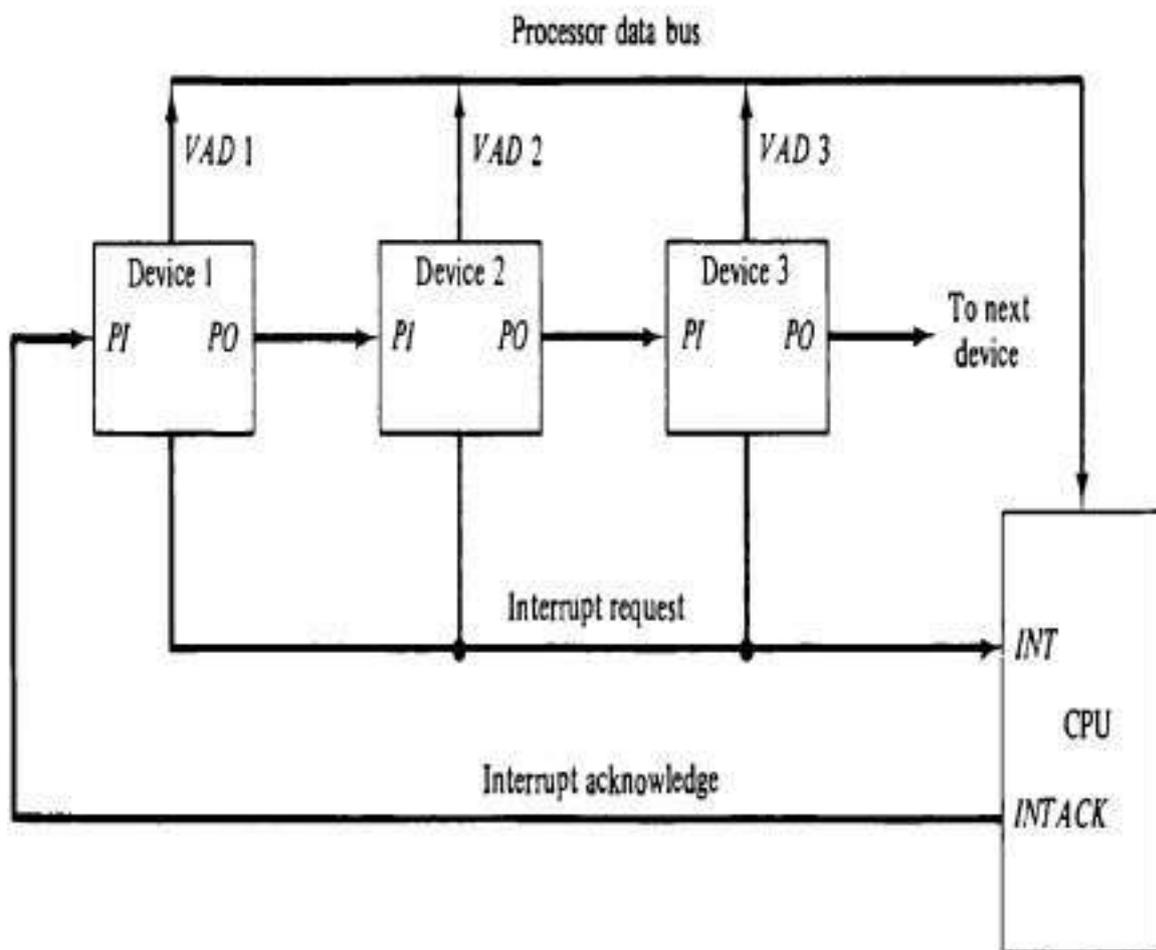 Processor data bus
VAD 1
VAD 2
VAD 3
Device 1
PI PO
Device 2
PI PO
Device 3
PI PO
To next
device
Interrupt request
INT
CPU
Interrupt acknowledge
INTACK